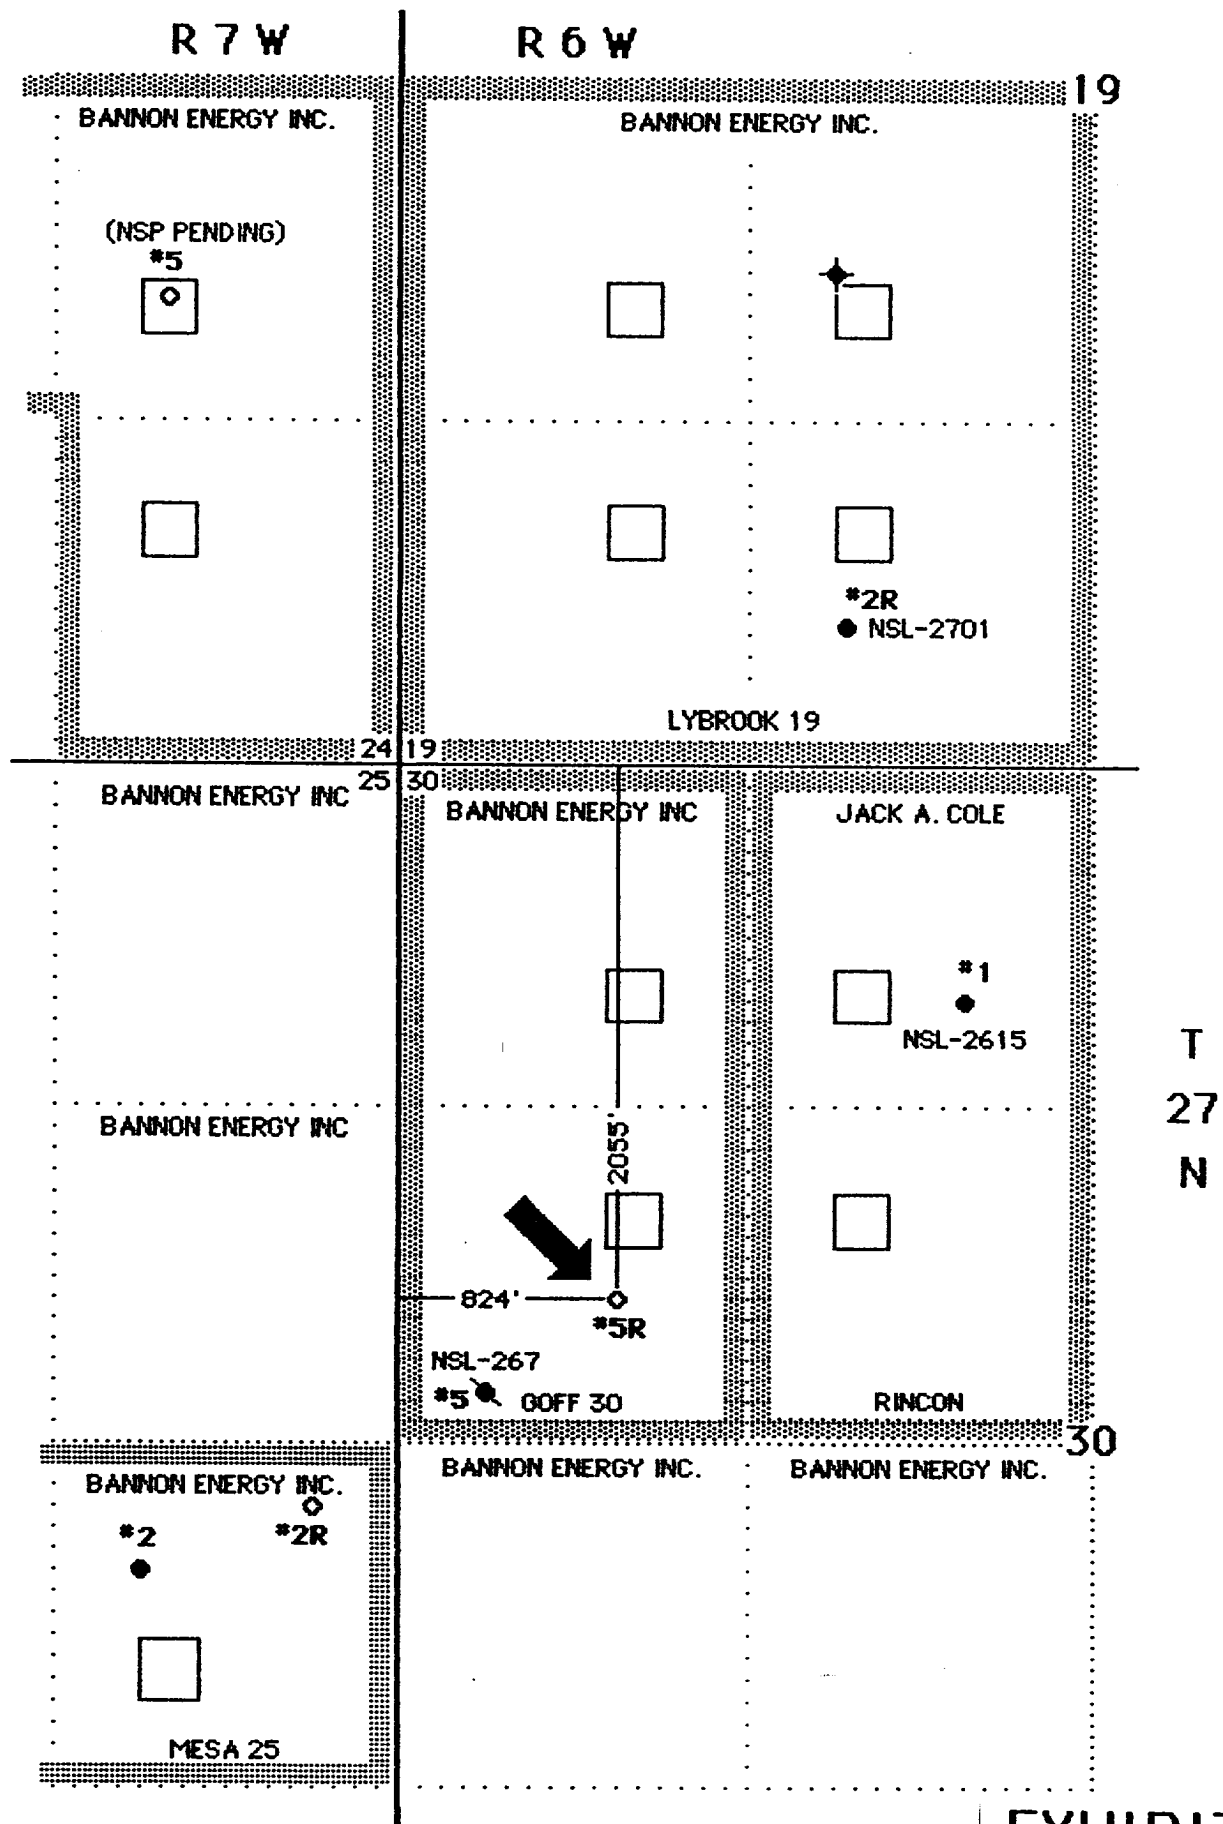 R 7 W
R 6 W
19
BANNON ENERGY INC.
BANNON ENERGY INC.
(NSP PENDING)
#5
#2R
NSL-2701
LYBROOK 19
24 19
25 30
BANNON ENERGY INC
BANNON ENERGY INC
JACK A. COLE
#1
NSL-2615
T
27
N
BANNON ENERGY INC
2055'
824'
#5R
NSL-267
#5
GOFF 30
RINCON
30
BANNON ENERGY INC.
BANNON ENERGY INC.
BANNON ENERGY INC.
#2
#2R
MESA 25